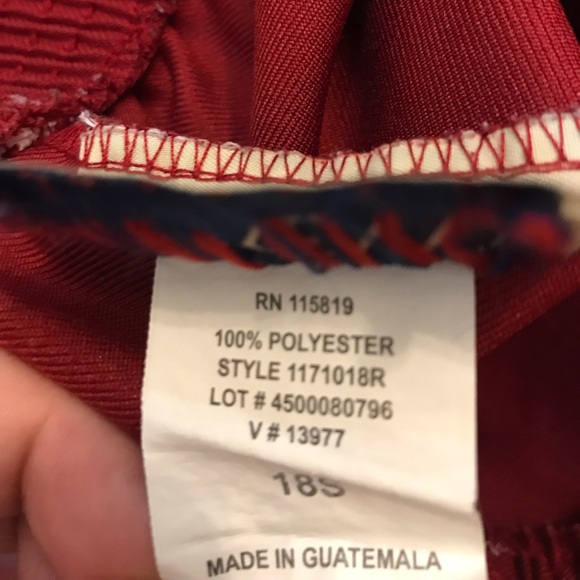 RN 115819
100% POLYESTER
STYLE 1171018R
LOT # 4500080796
V # 13977
18S
MADE IN GUATEMALA